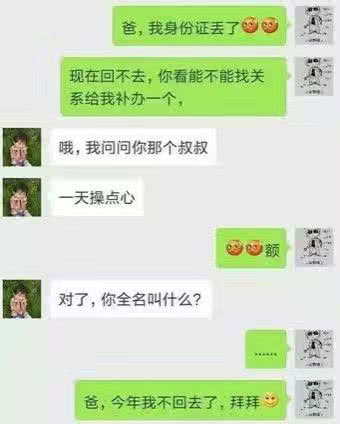 爸，我身份证丢了
现在回不去，你看能不能找关
系给我补办一个，
哦，我问问你那个叔叔
一天操点心
额
对了，你全名叫什么？
......
爸，今年我不回去了，拜拜